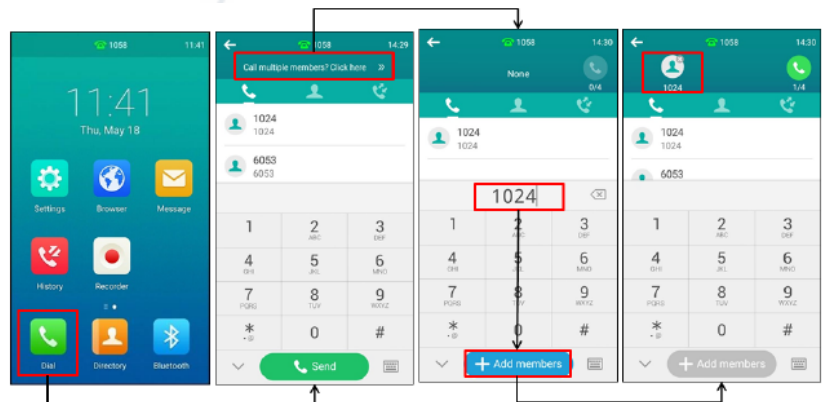 1058 11:41
11:41
Thu, May 18
Settings Browser Message
History Recorder
Dial Directory Bluetooth
1058 14:29
Call multiple members? Click here »
1024
1024
6053
6053
1 2 3
ABC DEF
4 5 6
GHI JKL MNO
7 8 9
PQRS TUV WXYZ
* 0 #
.@
Send
1058 14:30
None
0/4
1024
1024
1024
1 2 3
ABC DEF
4 5 6
GHI JKL MNO
7 8 9
PQRS TUV WXYZ
* 0 #
.@
+ Add members
1058 14:30
1024 1/4
1024
1024
6053
1 2 3
ABC DEF
4 5 6
GHI JKL MNO
7 8 9
PQRS TUV WXYZ
* 0 #
.@
+ Add members